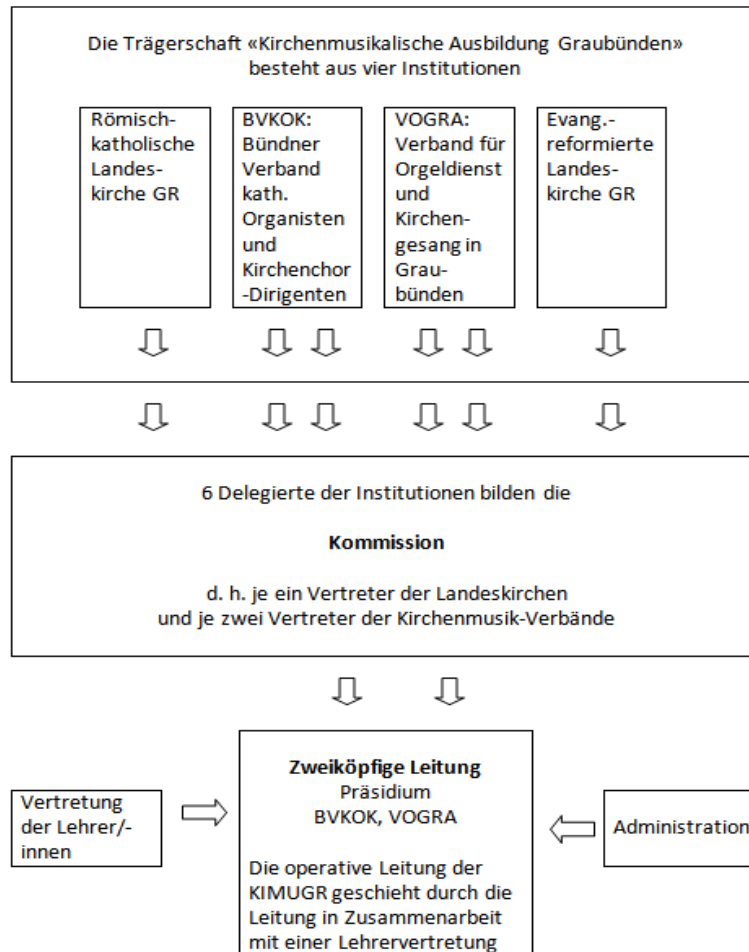 Die Trägerschaft «Kirchenmusikalische Ausbildung Graubünden»
besteht aus vier Institutionen
Römisch-
katholische
Landes-
kirche GR
BVKOK:
Bündner
Verband
kath.
Organisten
und
Kirchenchor
-Dirigenten
VOGRA:
Verband für
Orgeldienst
und
Kirchen-
gesang in
Grau-
bünden
Evang.-
reformierte
Landes-
kirche GR
6 Delegierte der Institutionen bilden die
Kommission
d. h. je ein Vertreter der Landeskirchen
und je zwei Vertreter der Kirchenmusik-Verbände
Vertretung
der Lehrer/-
innen
Zweiköpfige Leitung
Präsidium
BVKOK, VOGRA
Die operative Leitung der
KIMUGR geschieht durch die
Leitung in Zusammenarbeit
mit einer Lehrervertretung
Administration